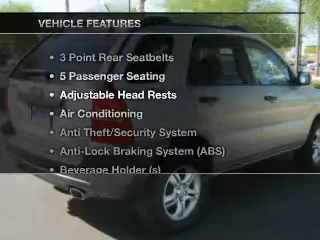 VEHICLE FEATURES
• 3 Point Rear Seatbelts
• 5 Passenger Seating
• Adjustable Head Rests
• Air Conditioning
• Anti Theft/Security System
• Anti-Lock Braking System (ABS)
• Beverage Holder (s)